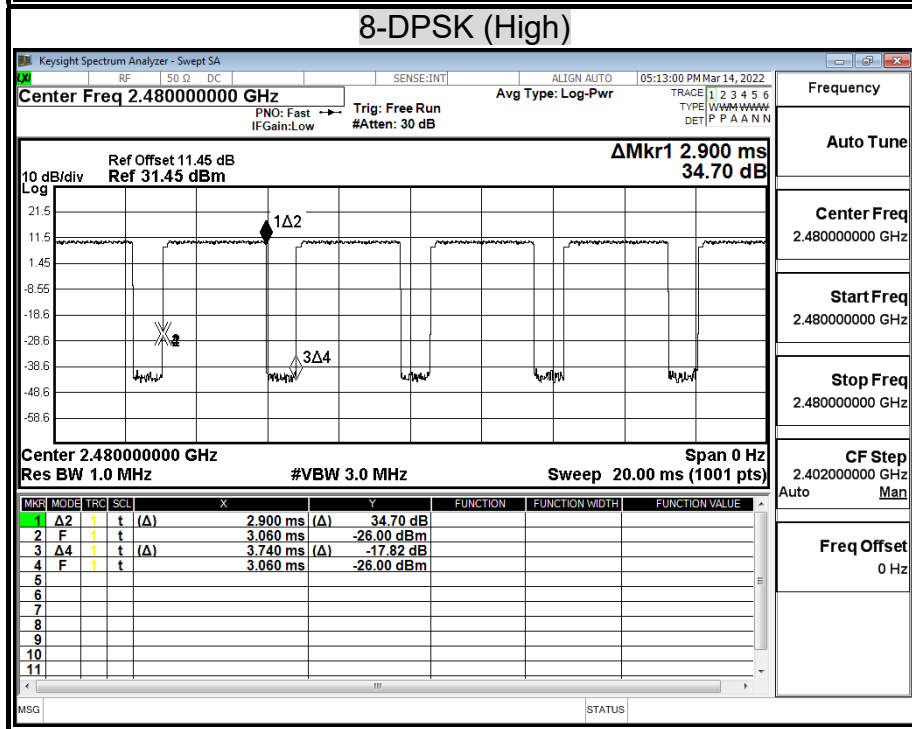 8-DPSK (High)
Keysight Spectrum Analyzer - Swept SA
LXI RF 50 Ω DC SENSE:INT ALIGN AUTO 05:13:00 PM Mar 14, 2022
Center Freq 2.480000000 GHz Avg Type: Log-Pwr TRACE 1 2 3 4 5 6
PNO: Fast Trig: Free Run TYPE WWMWWWW
IFGain:Low #Atten: 30 dB DET P P A A N N
Frequency
ΔMkr1 2.900 ms
34.70 dB
Ref Offset 11.45 dB
10 dB/div Ref 31.45 dBm
Log
21.5
11.5
1.45
-8.55
-18.6
-28.6
-38.6
-48.6
-58.6
1Δ2
3Δ4
Center 2.480000000 GHz Span 0 Hz
Res BW 1.0 MHz #VBW 3.0 MHz Sweep 20.00 ms (1001 pts)
MKR MODE TRC SCL X Y FUNCTION FUNCTION WIDTH FUNCTION VALUE
1 Δ2 1 t (Δ) 2.900 ms (Δ) 34.70 dB
2 F 1 t 3.060 ms -26.00 dBm
3 Δ4 1 t (Δ) 3.740 ms (Δ) -17.82 dB
4 F 1 t 3.060 ms -26.00 dBm
5
6
7
8
9
10
11
MSG STATUS
Auto Tune
Center Freq
2.480000000 GHz
Start Freq
2.480000000 GHz
Stop Freq
2.480000000 GHz
CF Step
2.402000000 GHz
Auto Man
Freq Offset
0 Hz